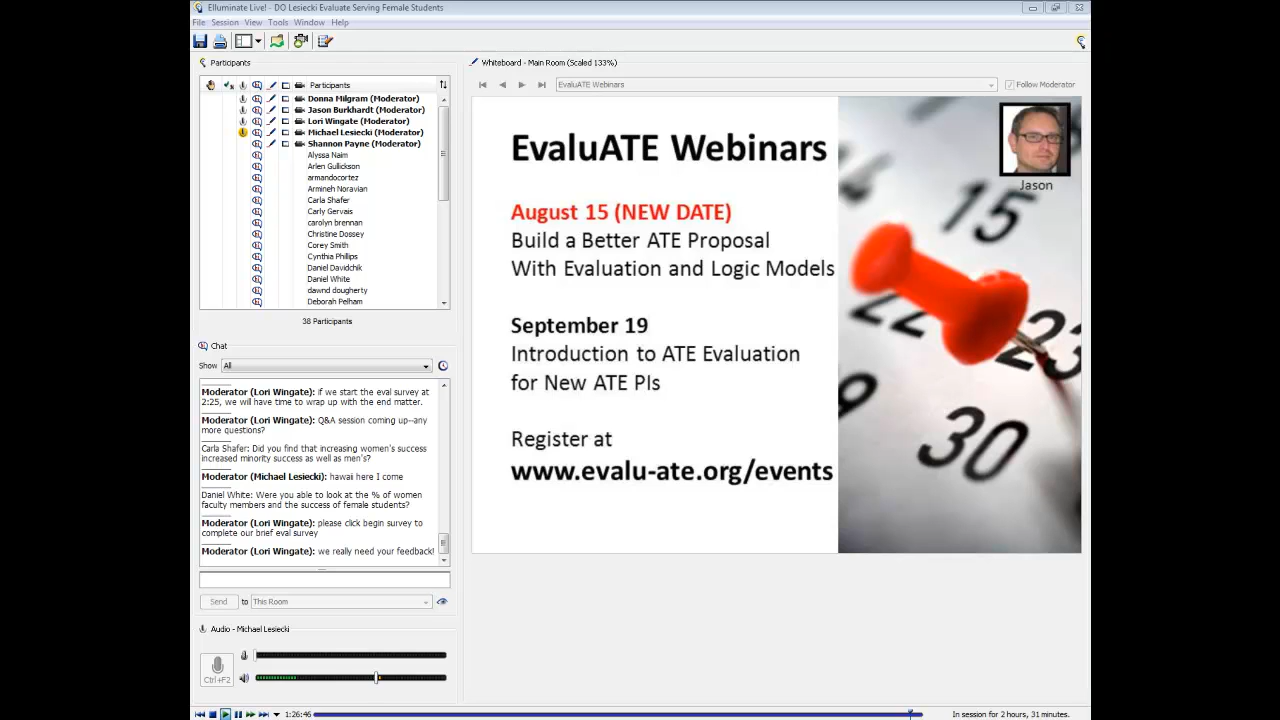 Elluminate Live! - DO Lesiecki Evaluate Serving Female Students
File Session View Tools Window Help
Participants
Participants
Donna Milgram (Moderator)
Jason Burkhardt (Moderator)
Lori Wingate (Moderator)
Michael Lesiecki (Moderator)
Shannon Payne (Moderator)
Alyssa Naim
Arlen Gullickson
armandocortez
Armineh Noravian
Carla Shafer
Carly Gervais
carolyn brennan
Christine Dossey
Corey Smith
Cynthia Phillips
Daniel Davidchik
Daniel White
dawnd dougherty
Deborah Pelham
38 Participants
Chat
Show All
Moderator (Lori Wingate): if we start the eval survey at
2:25, we will have time to wrap up with the end matter.
Moderator (Lori Wingate): Q&A session coming up--any
more questions?
Carla Shafer: Did you find that increasing women's success
increased minority success as well as men's?
Moderator (Michael Lesiecki): hawaii here I come
Daniel White: Were you able to look at the % of women
faculty members and the success of female students?
Moderator (Lori Wingate): please click begin survey to
complete our brief eval survey
Moderator (Lori Wingate): we really need your feedback!
Send to This Room
Audio - Michael Lesiecki
Ctrl+F2
1:26:46
In session for 2 hours, 31 minutes.
Whiteboard - Main Room (Scaled 133%)
EvaluATE Webinars
Follow Moderator
EvaluATE Webinars
August 15 (NEW DATE)
Build a Better ATE Proposal
With Evaluation and Logic Models
September 19
Introduction to ATE Evaluation
for New ATE PIs
Register at
www.evalu-ate.org/events
Jason
14
15
22
23
29
30